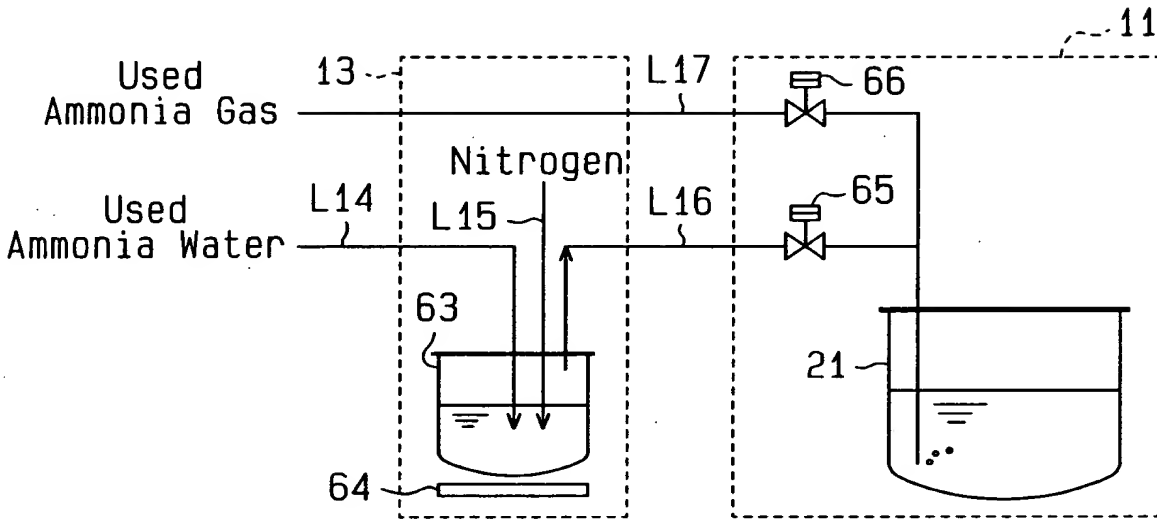 11
Used
Ammonia Gas
13
L17
66
Nitrogen
Used
Ammonia Water
L14
L15
L16
65
63
21
64